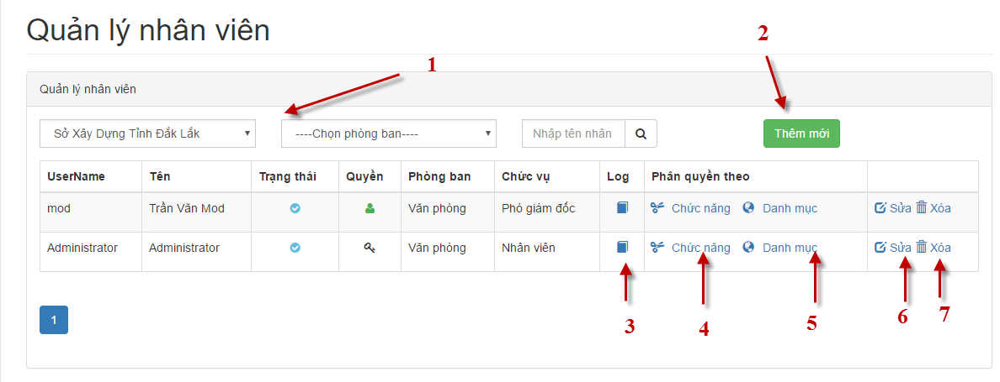 Quản lý nhân viên
2
1
Quản lý nhân viên
Sở Xây Dựng Tỉnh Đắk Lắk ----Chọn phòng ban---- Nhập tên nhân Thêm mới
UserName Tên Trạng thái Quyền Phòng ban Chức vụ Log Phân quyền theo
mod Trần Văn Mod Văn phòng Phó giám đốc Chức năng Danh mục Sửa Xóa
Administrator Administrator Văn phòng Nhân viên Chức năng Danh mục Sửa Xóa
3 4 5 6 7
1